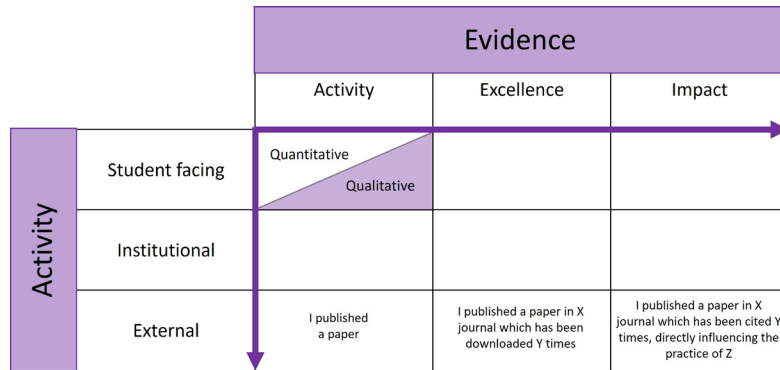 Evidence
Activity
Excellence
Impact
Activity
Student facing
Quantitative
Qualitative
Institutional
External
I published
a paper
I published a paper in X
journal which has been
downloaded Y times
I published a paper in X
journal which has been cited Y
times, directly influencing the
practice of Z